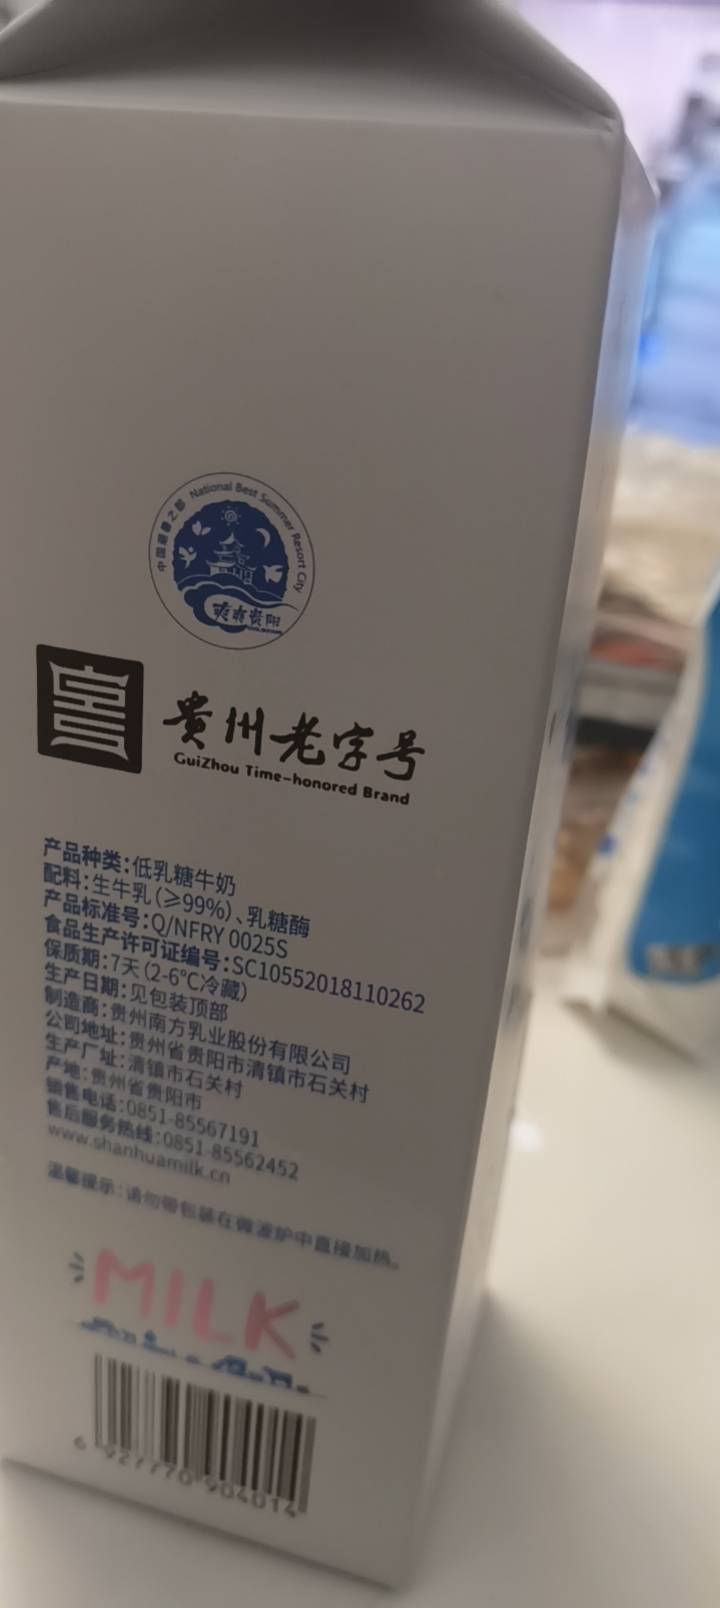 中国避暑之都 National Best Summer Resort City
爽爽贵阳
贵州老字号
GuiZhou Time-honored Brand
产品种类:低乳糖牛奶
配料:生牛乳(≥99%)、乳糖酶
产品标准号:Q/NFRY 0025S
食品生产许可证编号:SC10552018110262
保质期:7天(2-6℃冷藏)
生产日期:见包装顶部
制造商:贵州南方乳业股份有限公司
公司地址:贵州省贵阳市清镇市石关村
生产厂址:清镇市石关村
产地:贵州省贵阳市
销售电话:0851-85567191
售后服务热线:0851-85562452
www.shanhuamilk.cn
温馨提示:请勿带包装在微波炉中直接加热。
MILK
6 927770 904014